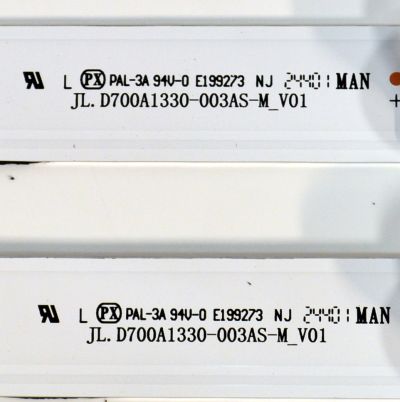 L PX PAL-3A 94V-0 E199273 NJ 24401 MAN
JL.D700A1330-003AS-M_V01
L PX PAL-3A 94V-0 E199273 NJ 24401 MAN
JL.D700A1330-003AS-M_V01